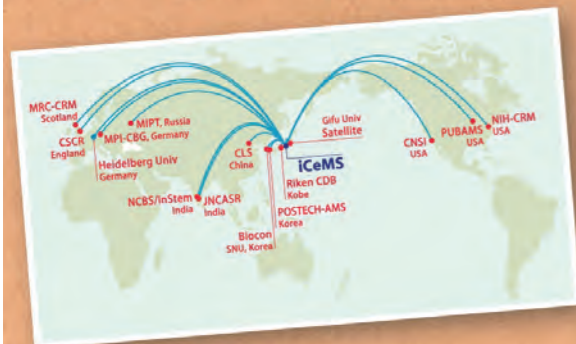 MRC-CRM
Scotland
CSCR
England
MIPT, Russia
MPI-CBG, Germany
Heidelberg Univ
Germany
NCBS/inStem
India
JNCASR
India
CLS
China
Gifu Univ
Satellite
iCeMS
Riken CDB
Kobe
POSTECH-AMS
Korea
Biocon
SNU, Korea
CNSI
USA
PUBAMS
USA
NIH-CRM
USA